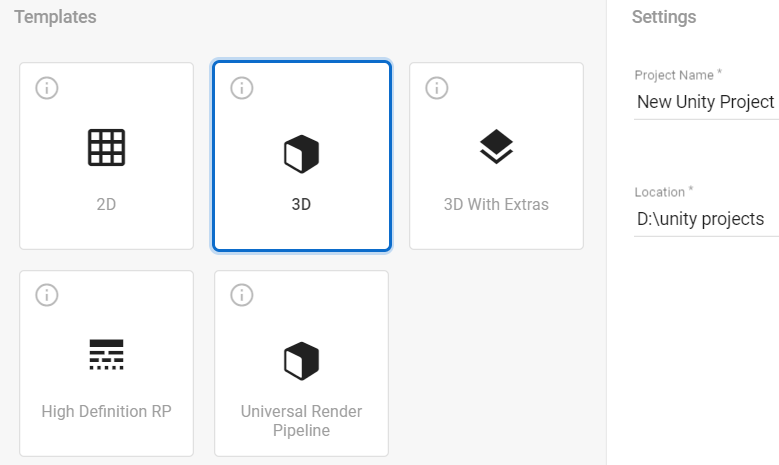 Templates
2D
3D
3D With Extras
High Definition RP
Universal Render
Pipeline
Settings
Project Name *
New Unity Project
Location *
D:\unity projects